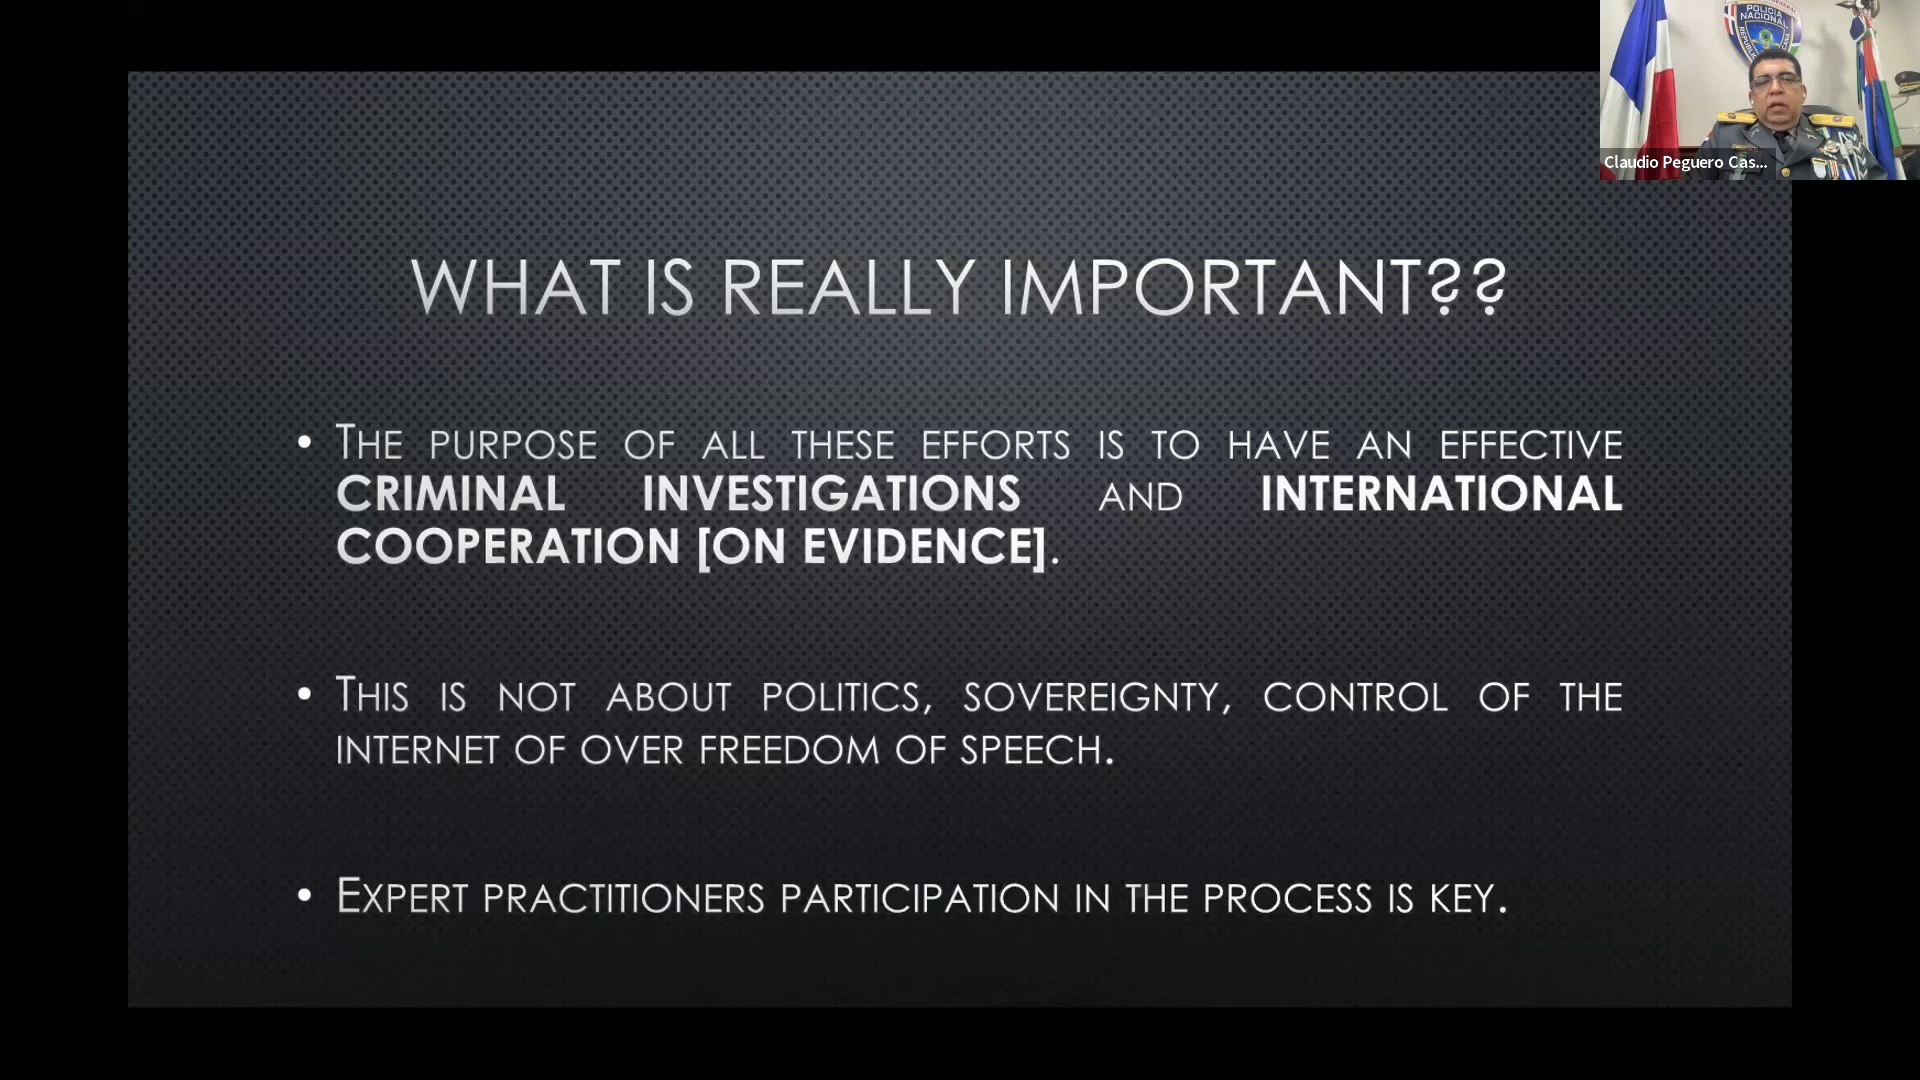 POLICIA
NACIONAL
Claudio Peguero Cas...
WHAT IS REALLY IMPORTANT??
• THE PURPOSE OF ALL THESE EFFORTS IS TO HAVE AN EFFECTIVE
CRIMINAL INVESTIGATIONS AND INTERNATIONAL
COOPERATION [ON EVIDENCE].
• THIS IS NOT ABOUT POLITICS, SOVEREIGNTY, CONTROL OF THE
INTERNET OF OVER FREEDOM OF SPEECH.
• EXPERT PRACTITIONERS PARTICIPATION IN THE PROCESS IS KEY.